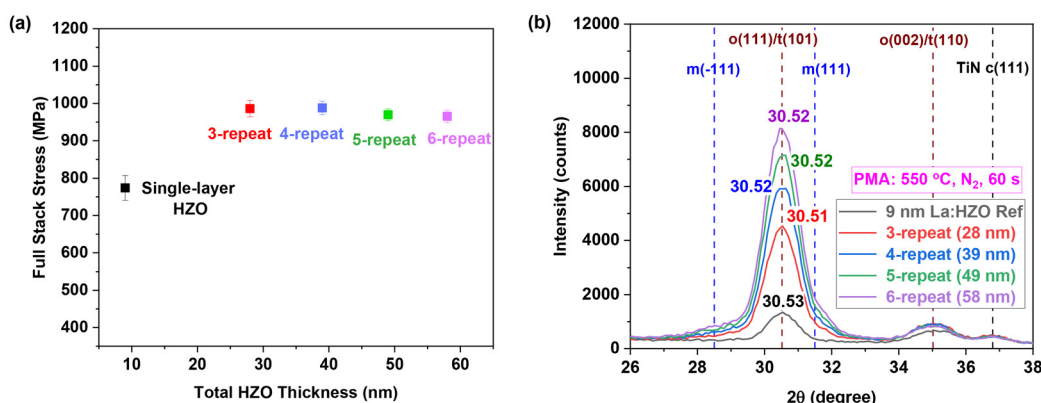 (a)
1200
1100
1000
900
800
700
600
500
400
Full Stack Stress (MPa)
3-repeat
4-repeat
5-repeat
6-repeat
Single-layer
HZO
0
10
20
30
40
50
60
Total HZO Thickness (nm)
(b)
12000
10000
8000
6000
4000
2000
0
Intensity (counts)
o(111)/t(101)
o(002)/t(110)
m(-111)
m(111)
TiN c(111)
30.52
30.52
30.52
30.51
30.53
PMA: 550 ºC, N₂, 60 s
9 nm La:HZO Ref
3-repeat (28 nm)
4-repeat (39 nm)
5-repeat (49 nm)
6-repeat (58 nm)
26
28
30
32
34
36
38
2θ (degree)